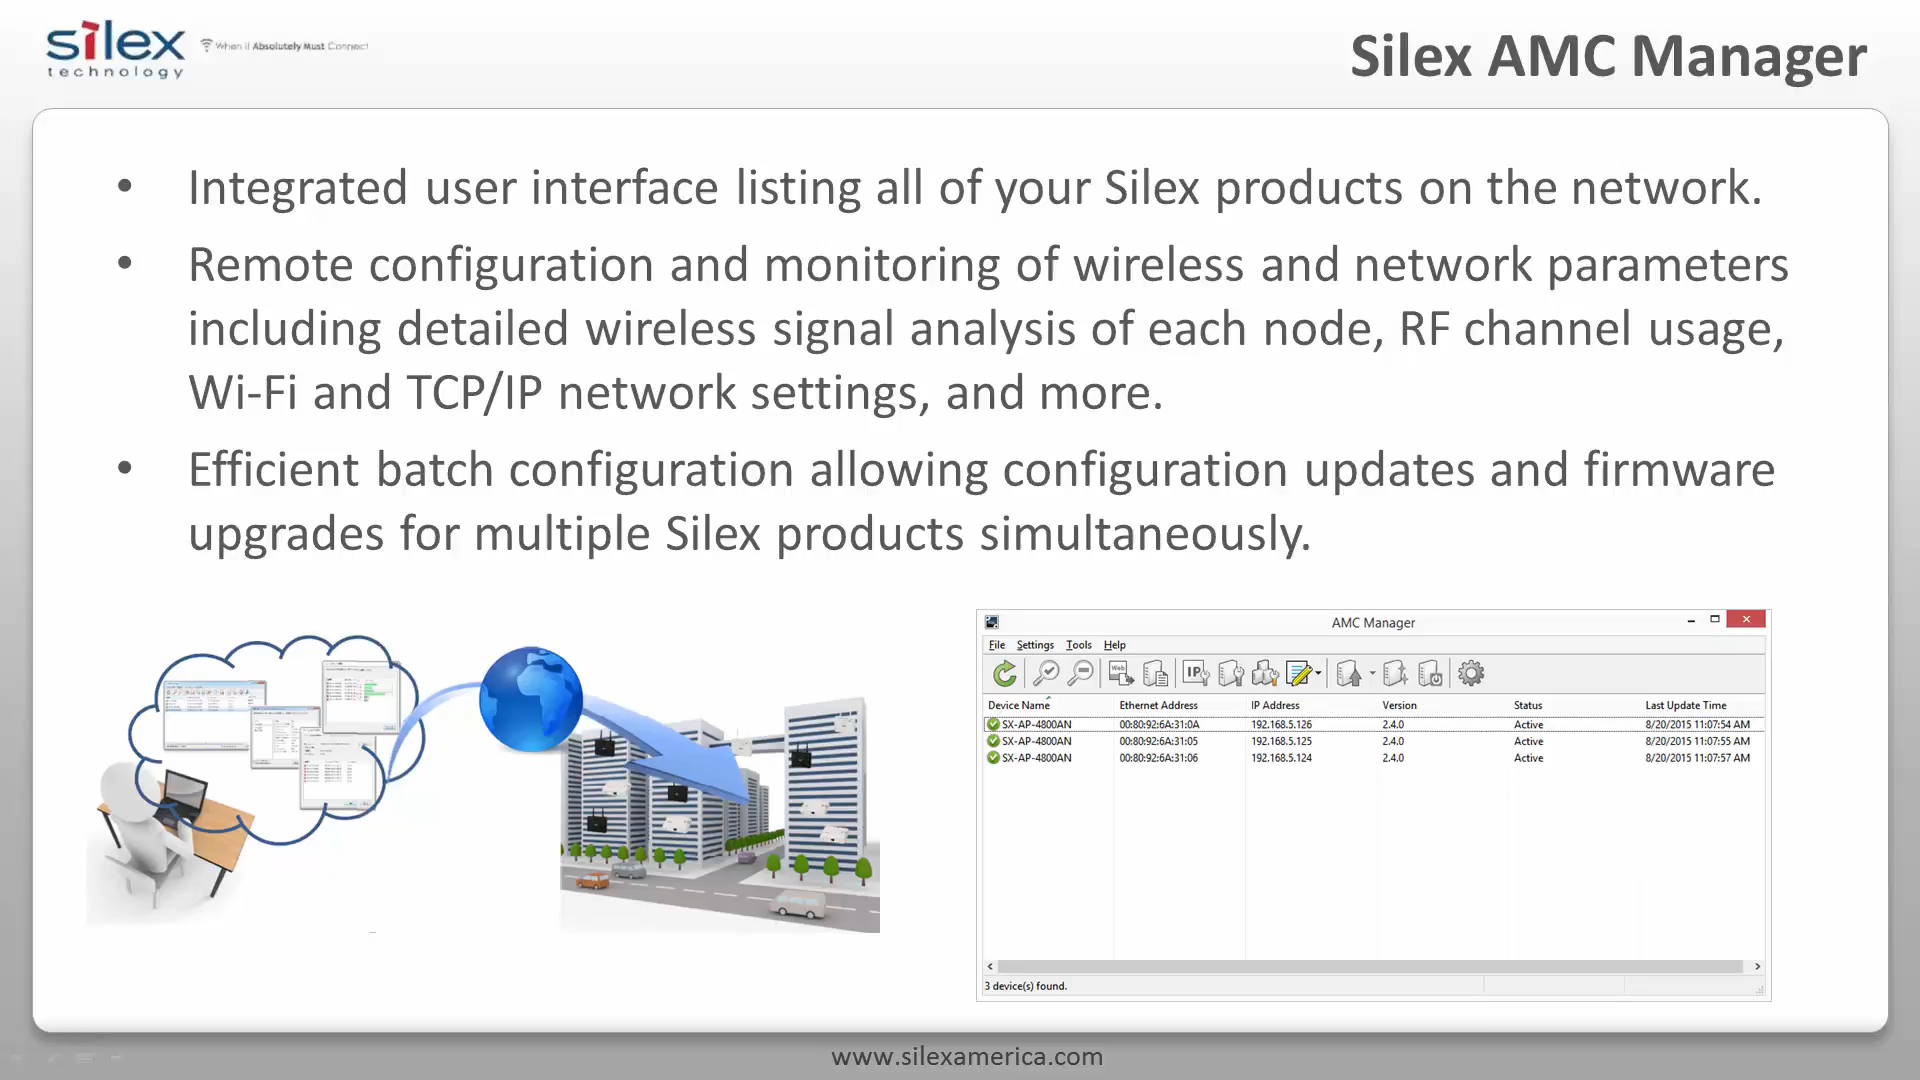 silex
technology
When it Absolutely Must Connect
Silex AMC Manager
• Integrated user interface listing all of your Silex products on the network.
• Remote configuration and monitoring of wireless and network parameters
including detailed wireless signal analysis of each node, RF channel usage,
Wi-Fi and TCP/IP network settings, and more.
• Efficient batch configuration allowing configuration updates and firmware
upgrades for multiple Silex products simultaneously.
AMC Manager
File Settings Tools Help
Web IP
Device Name Ethernet Address IP Address Version Status Last Update Time
SX-AP-4800AN 00:80:92:6A:31:0A 192.168.5.126 2.4.0 Active 8/20/2015 11:07:54 AM
SX-AP-4800AN 00:80:92:6A:31:05 192.168.5.125 2.4.0 Active 8/20/2015 11:07:55 AM
SX-AP-4800AN 00:80:92:6A:31:06 192.168.5.124 2.4.0 Active 8/20/2015 11:07:57 AM
3 device(s) found.
www.silexamerica.com